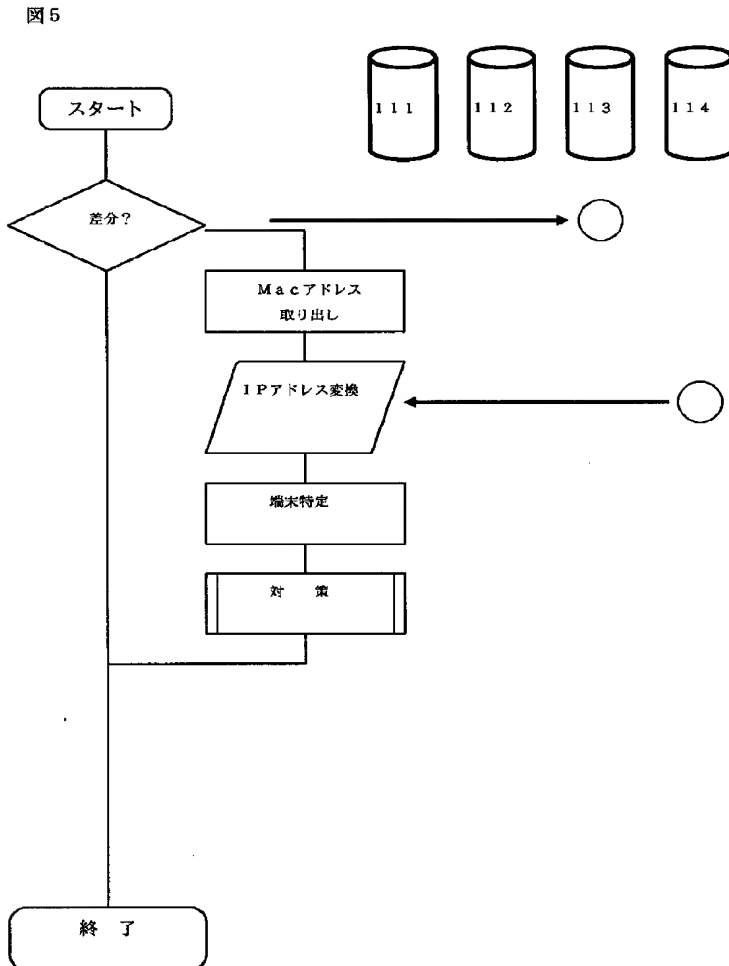 図5
111 112 113 114
スタート
差分?
Macアドレス
取り出し
IPアドレス変換
端末特定
対 策
終 了